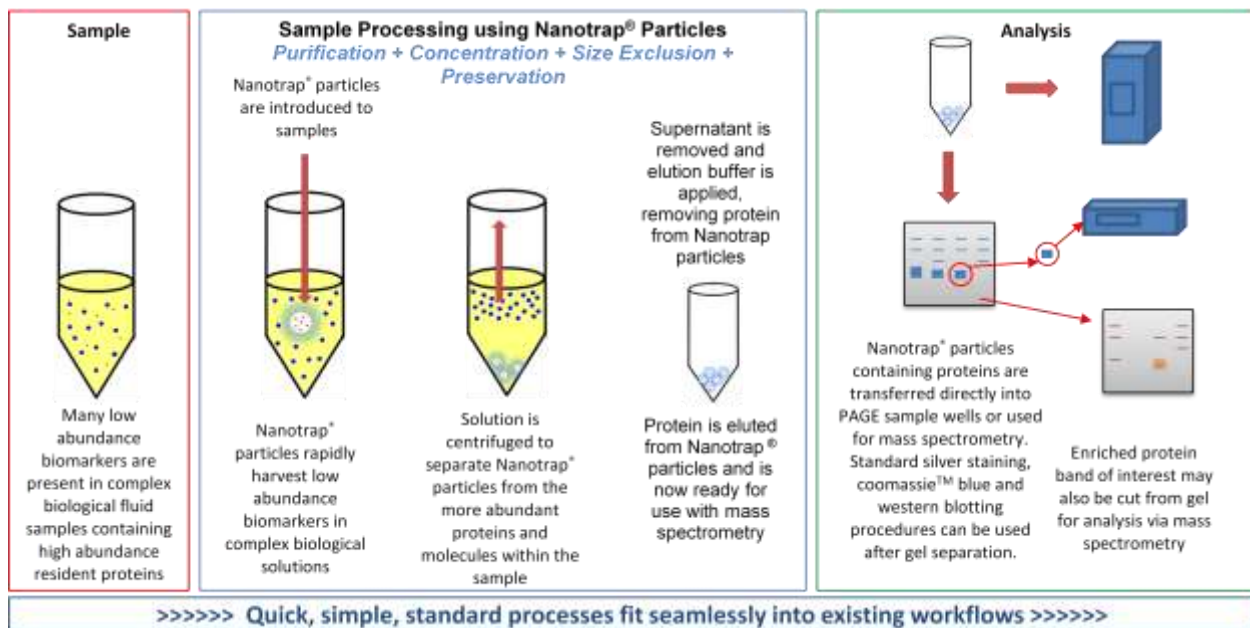 Sample
Many low
abundance
biomarkers are
present in complex
biological fluid
samples containing
high abundance
resident proteins
Sample Processing using Nanotrap® Particles
Purification + Concentration + Size Exclusion +
Preservation
Nanotrap® particles
are introduced to
samples
Nanotrap®
particles rapidly
harvest low
abundance
biomarkers in
complex biological
solutions
Solution is
centrifuged to
separate Nanotrap®
particles from the
more abundant
proteins and
molecules within the
sample
Supernatant is
removed and
elution buffer is
applied,
removing protein
from Nanotrap
particles
Protein is eluted
from Nanotrap ®
particles and is
now ready for
use with mass
spectrometry
Analysis
Nanotrap® particles
containing proteins are
transferred directly into
PAGE sample wells or used
for mass spectrometry.
Standard silver staining,
coomassie™ blue and
western blotting
procedures can be used
after gel separation.
Enriched protein
band of interest may
also be cut from gel
for analysis via mass
spectrometry
>>>>>> Quick, simple, standard processes fit seamlessly into existing workflows >>>>>>